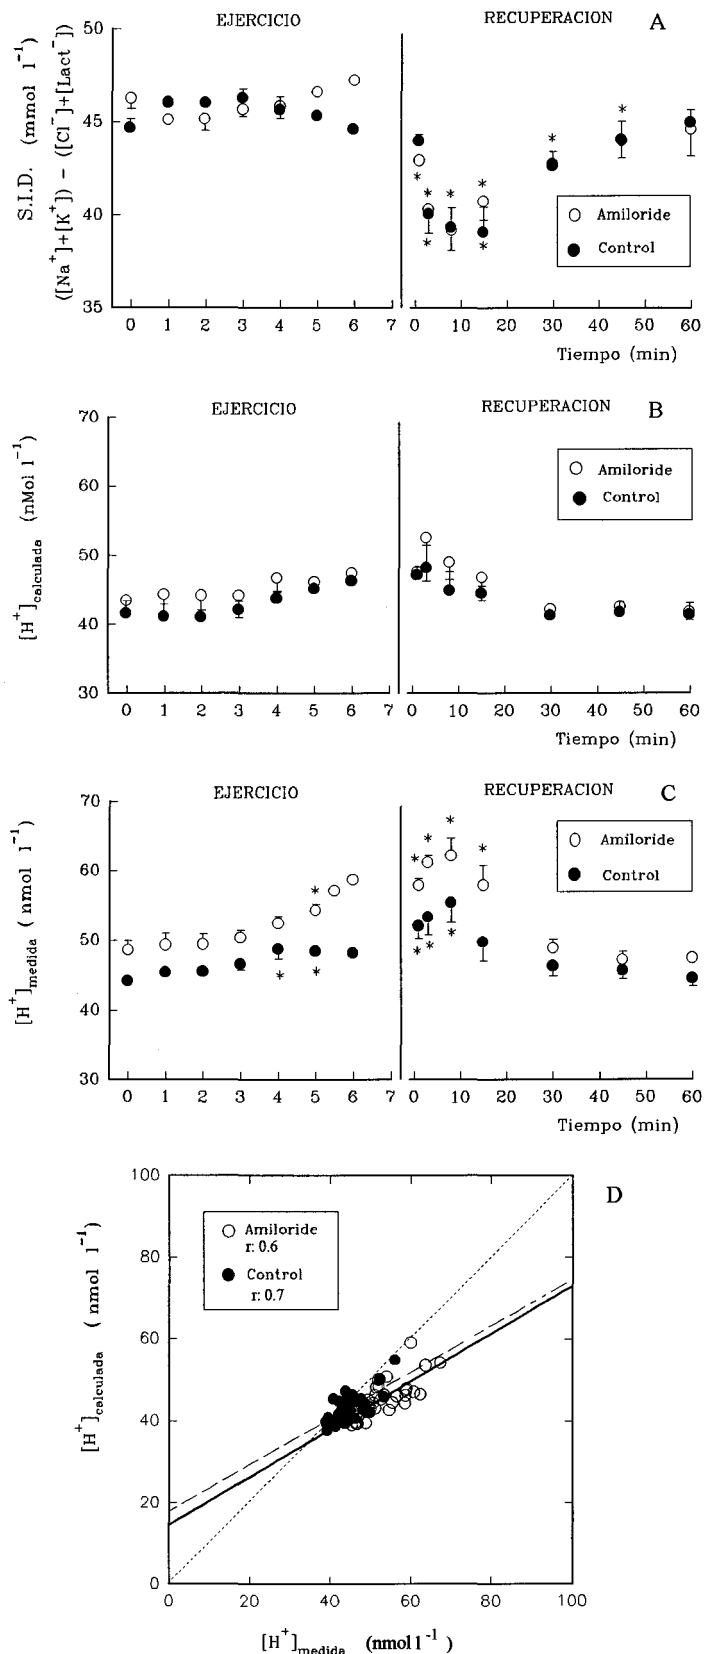 EJERCICIO RECUPERACION A
S.I.D. (mmol l⁻¹)
([Na⁺]+[K⁺]) − ([Cl⁻]+[Lact⁻])
50
45
40
35
Amiloride
Control
0 1 2 3 4 5 6 7 0 10 20 30 40 50 60
Tiempo (min)
EJERCICIO RECUPERACION B
[H⁺]calculada (nMol l⁻¹)
70
60
50
40
30
Amiloride
Control
0 1 2 3 4 5 6 7 0 10 20 30 40 50 60
Tiempo (min)
EJERCICIO RECUPERACION C
[H⁺]medida ( nmol l⁻¹)
70
60
50
40
30
Amiloride
Control
0 1 2 3 4 5 6 7 0 10 20 30 40 50 60
Tiempo (min)
D
[H⁺]calculada ( nmol l⁻¹)
100
80
60
40
20
0
Amiloride
r: 0.6
Control
r: 0.7
0 20 40 60 80 100
[H⁺]medida (nmol l⁻¹)